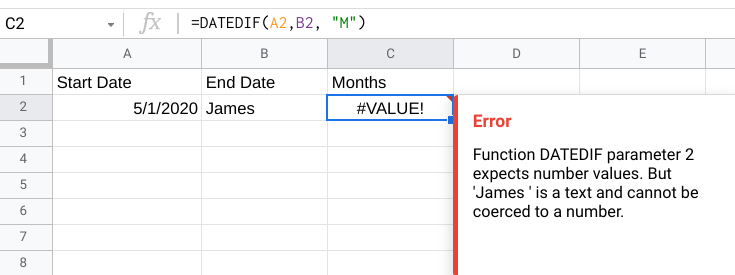 C2 fx =DATEDIF(A2,B2, "M")
A B C D E
1 Start Date End Date Months
2 5/1/2020 James #VALUE!
Error
3
Function DATEDIF parameter 2
4
expects number values. But
5
'James ' is a text and cannot be
6
coerced to a number.
7
8